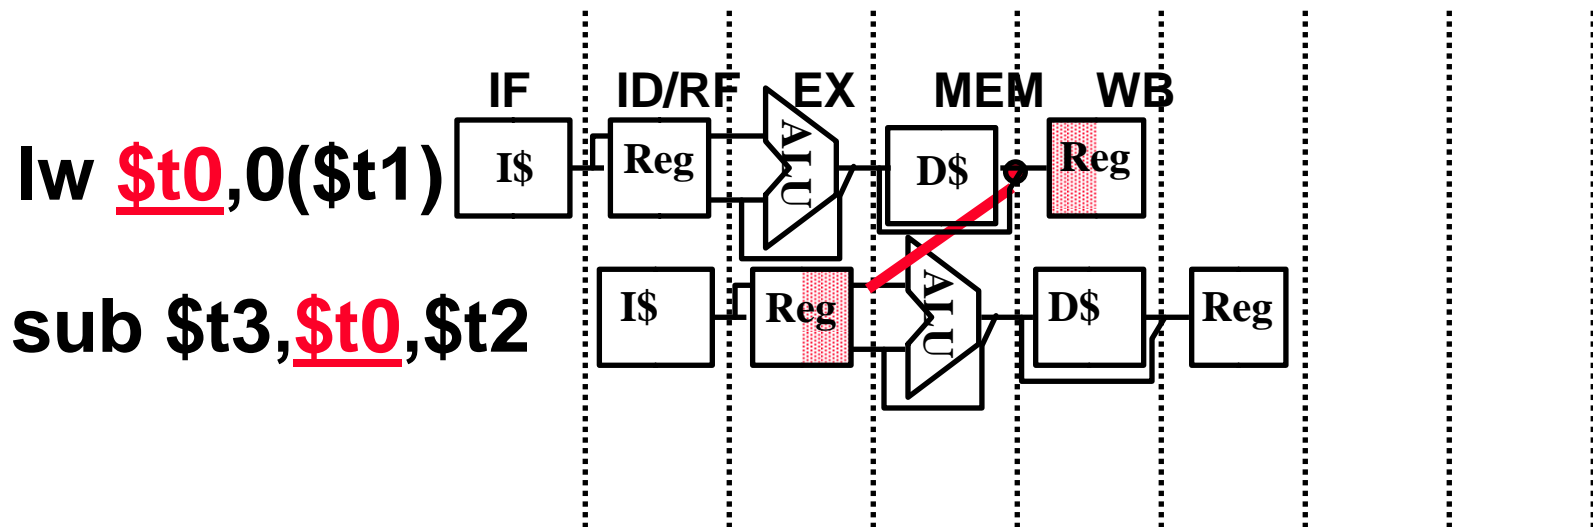 IF ID/RF EX MEM WB
lw $t0,0($t1) I$ Reg ALU D$ Reg
sub $t3,$t0,$t2 I$ Reg ALU D$ Reg